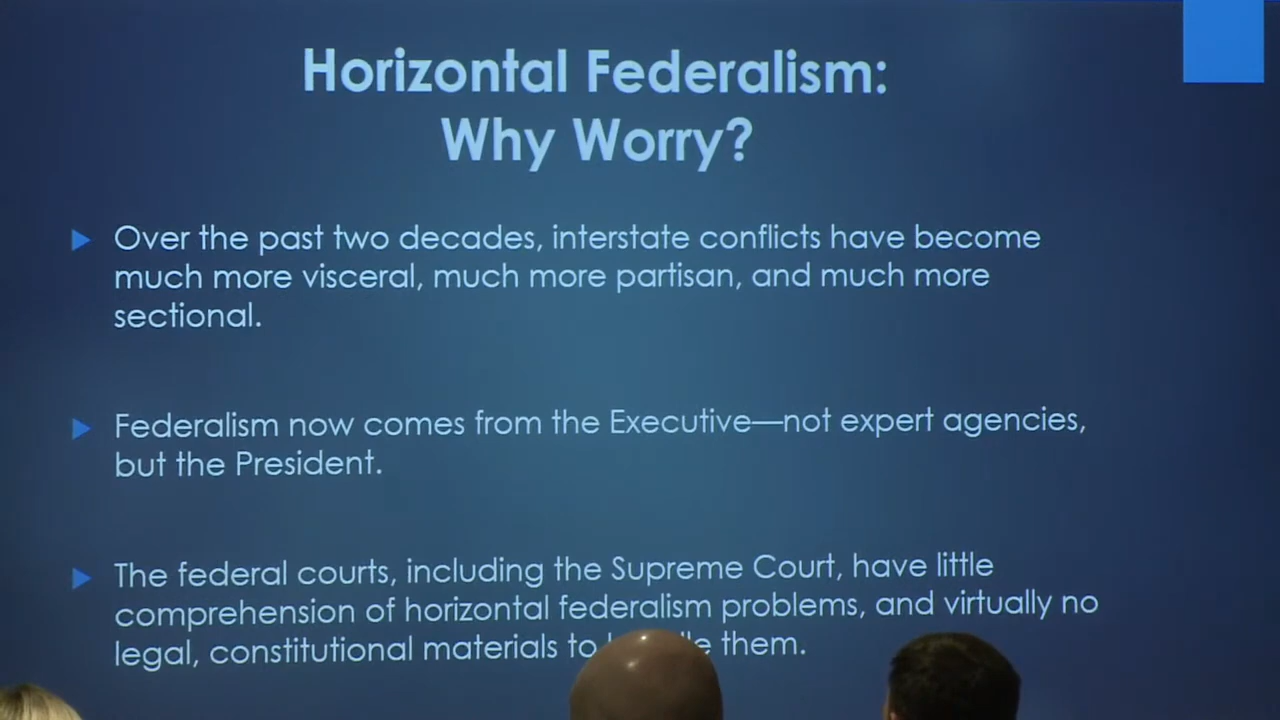 Horizontal Federalism:
Why Worry?
Over the past two decades, interstate conflicts have become
much more visceral, much more partisan, and much more
sectional.
Federalism now comes from the Executive—not expert agencies,
but the President.
The federal courts, including the Supreme Court, have little
comprehension of horizontal federalism problems, and virtually no
legal, constitutional materials to them.